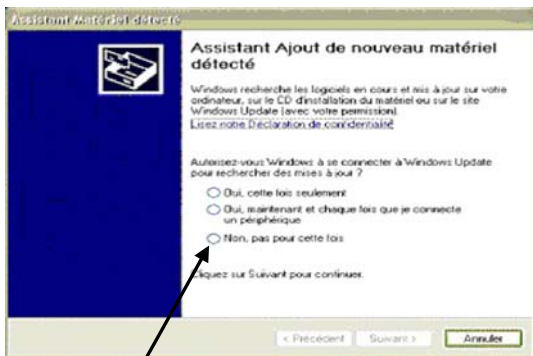 Assistant Matériel détecté
Assistant Ajout de nouveau matériel
détecté
Windows recherche les logiciels en cours et mis à jour sur votre
ordinateur, sur le CD d'installation du matériel ou sur le site
Windows Update (avec votre permission).
Lisez notre Déclaration de confidentialité
Autorisez-vous Windows à se connecter à Windows Update
pour rechercher des mises à jour ?
Oui, cette fois seulement
Oui, maintenant et chaque fois que je connecte
un périphérique
Non, pas pour cette fois
Cliquez sur Suivant pour continuer.
< Précédent
Suivant >
Annuler